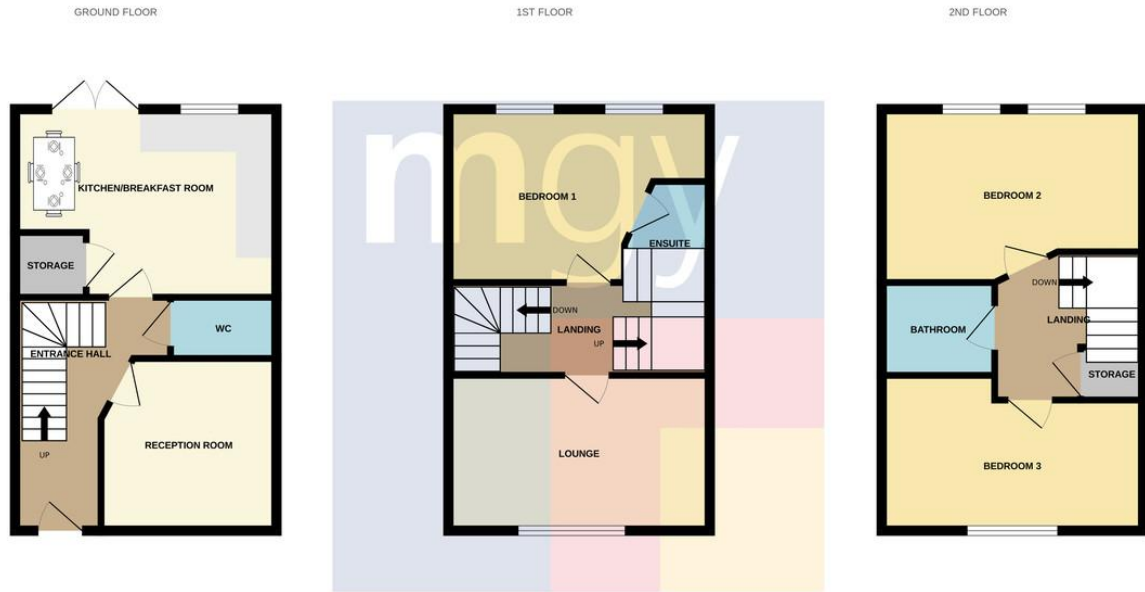 GROUND FLOOR
1ST FLOOR
2ND FLOOR
KITCHEN/BREAKFAST ROOM
STORAGE
WC
ENTRANCE HALL
RECEPTION ROOM
UP
mgy
BEDROOM 1
ENSUITE
DOWN
LANDING
UP
LOUNGE
BEDROOM 2
DOWN
LANDING
BATHROOM
STORAGE
BEDROOM 3